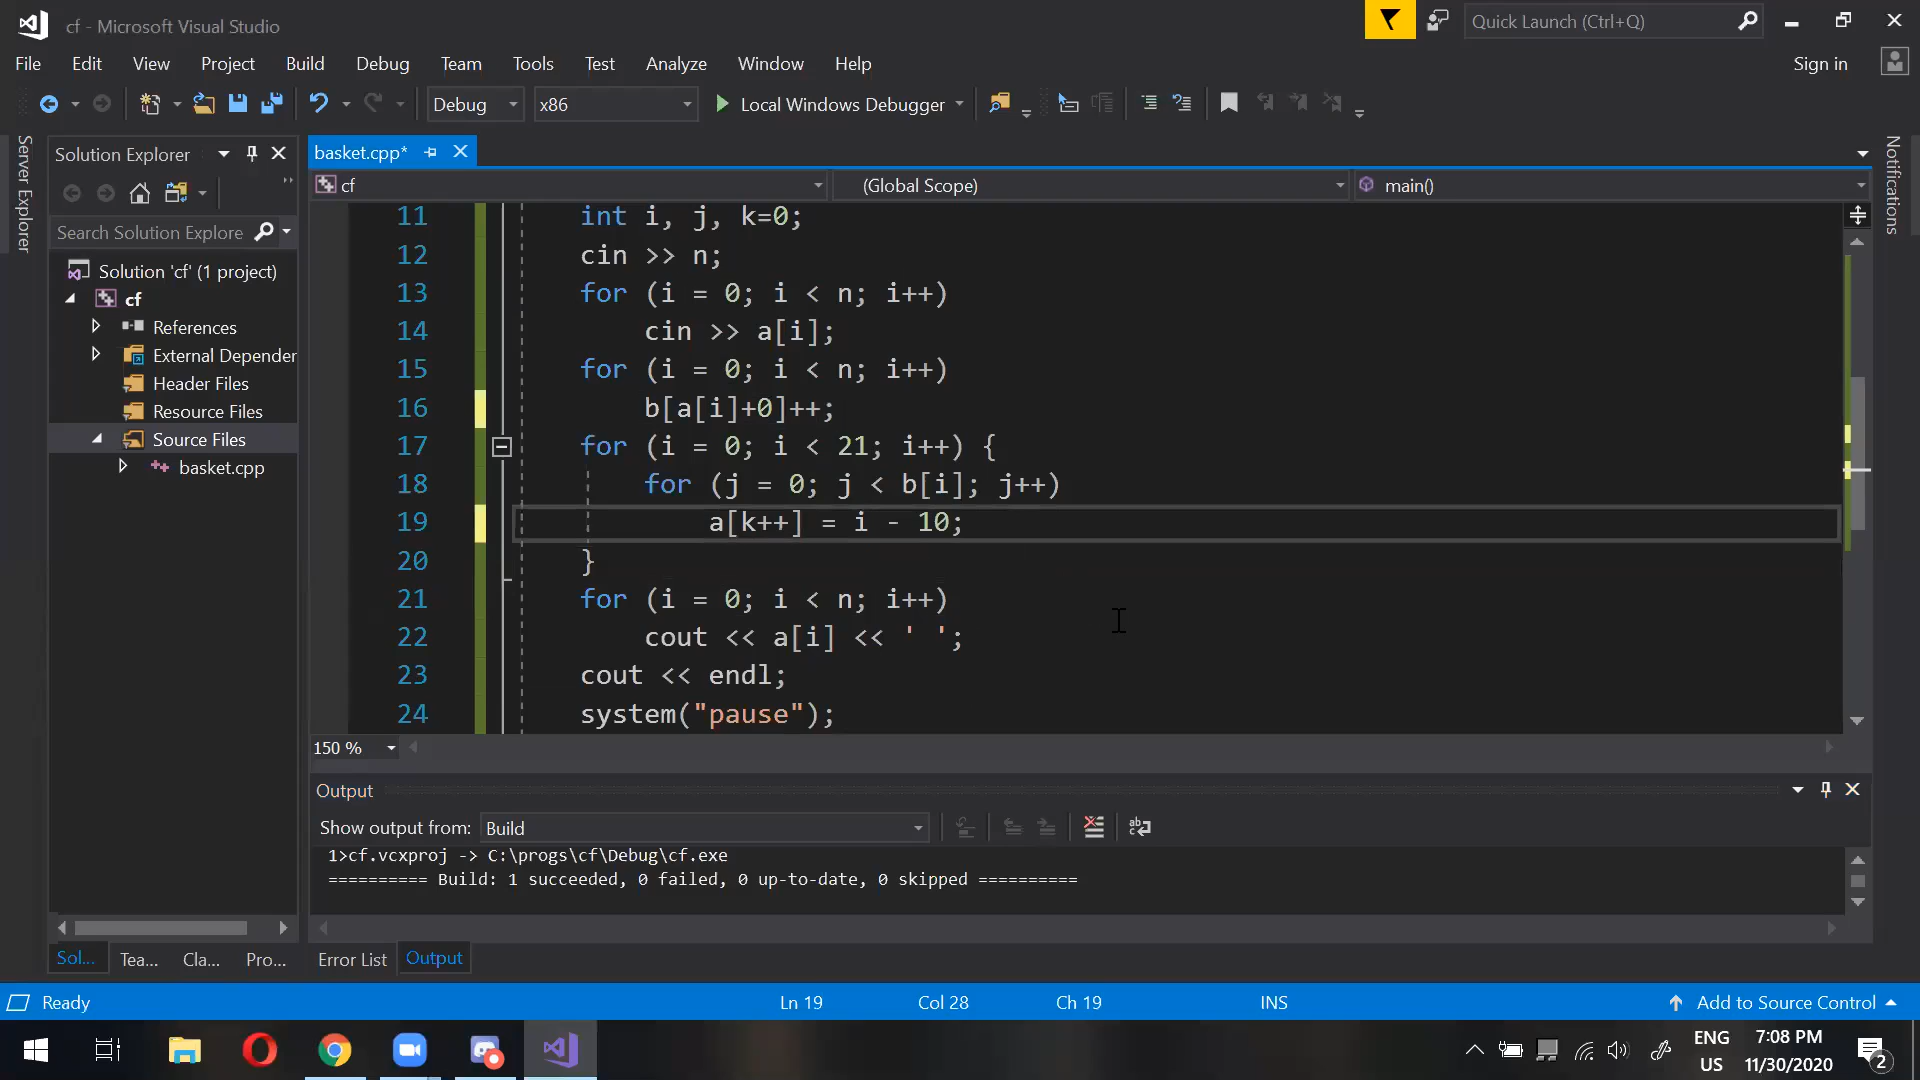 cf - Microsoft Visual Studio
Quick Launch (Ctrl+Q)
File Edit View Project Build Debug Team Tools Test Analyze Window Help
Sign in
Debug x86 Local Windows Debugger
Server Explorer
Solution Explorer
basket.cpp*
Notifications
cf (Global Scope) main()
Search Solution Explore
Solution 'cf' (1 project)
cf
References
External Depender
Header Files
Resource Files
Source Files
basket.cpp
11 int i, j, k=0;
12 cin >> n;
13 for (i = 0; i < n; i++)
14 cin >> a[i];
15 for (i = 0; i < n; i++)
16 b[a[i]+0]++;
17 for (i = 0; i < 21; i++) {
18 for (j = 0; j < b[i]; j++)
19 a[k++] = i - 10;
20 }
21 for (i = 0; i < n; i++)
22 cout << a[i] << ' ';
23 cout << endl;
24 system("pause");
150 %
Output
Show output from: Build
1>cf.vcxproj -> C:\progs\cf\Debug\cf.exe
========== Build: 1 succeeded, 0 failed, 0 up-to-date, 0 skipped ==========
Sol... Tea... Cla... Pro...
Error List Output
Ready Ln 19 Col 28 Ch 19 INS Add to Source Control
ENG 7:08 PM
US 11/30/2020
2